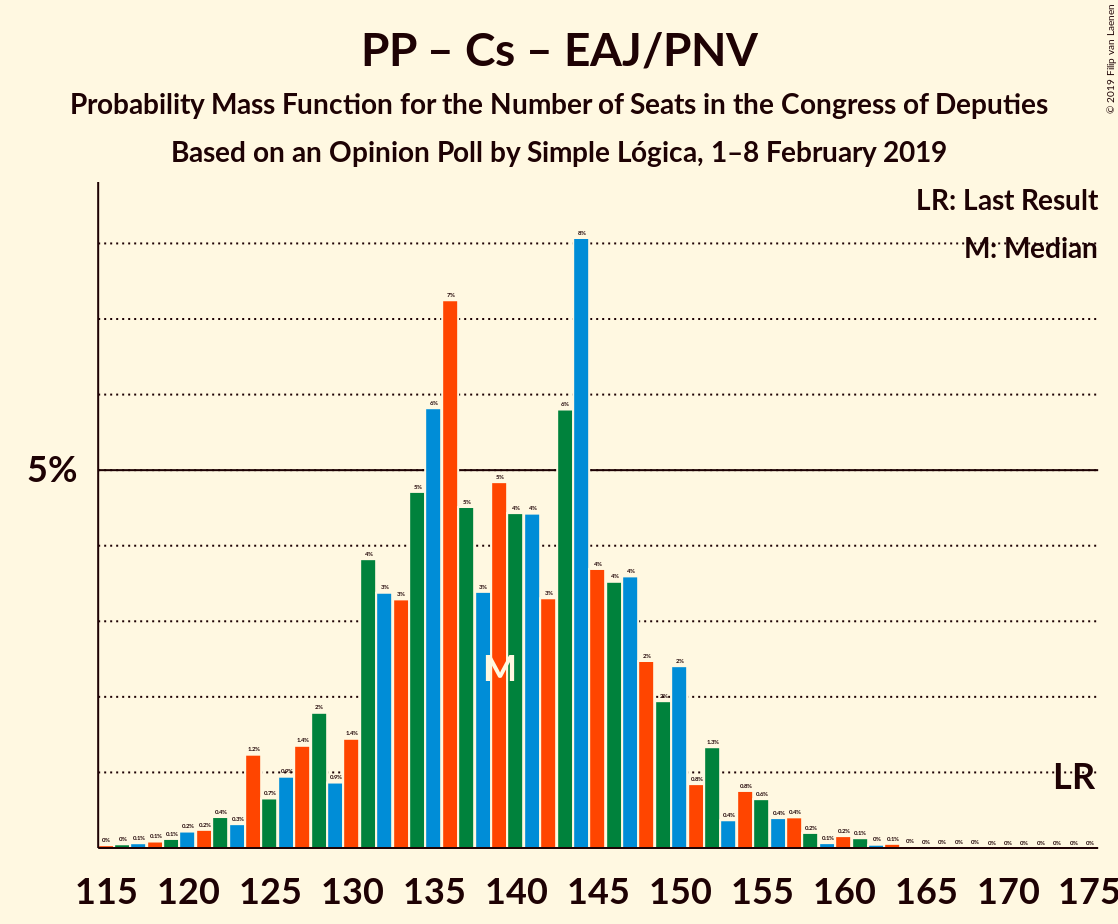 PP – Cs – EAJ/PNV
Probability Mass Function for the Number of Seats in the Congress of Deputies
Based on an Opinion Poll by Simple Lógica, 1–8 February 2019
© 2019 Filip van Laenen
LR: Last Result
M: Median
5%
0% 0% 0.1% 0.1% 0.1% 0.2% 0.2% 0.4% 0.3% 1.2% 0.7% 0.9% 1.4% 2% 0.9% 1.4% 4% 3% 3% 5% 6% 7% 5% 3% 5% 4% 4% 3% 6% 8% 4% 4% 4% 2% 2% 2% 0.8% 1.3% 0.4% 0.8% 0.6% 0.4% 0.4% 0.2% 0.1% 0.2% 0.1% 0% 0.1% 0% 0% 0% 0% 0% 0% 0% 0% 0% 0% 0% 0%
M
LR
115 120 125 130 135 140 145 150 155 160 165 170 175